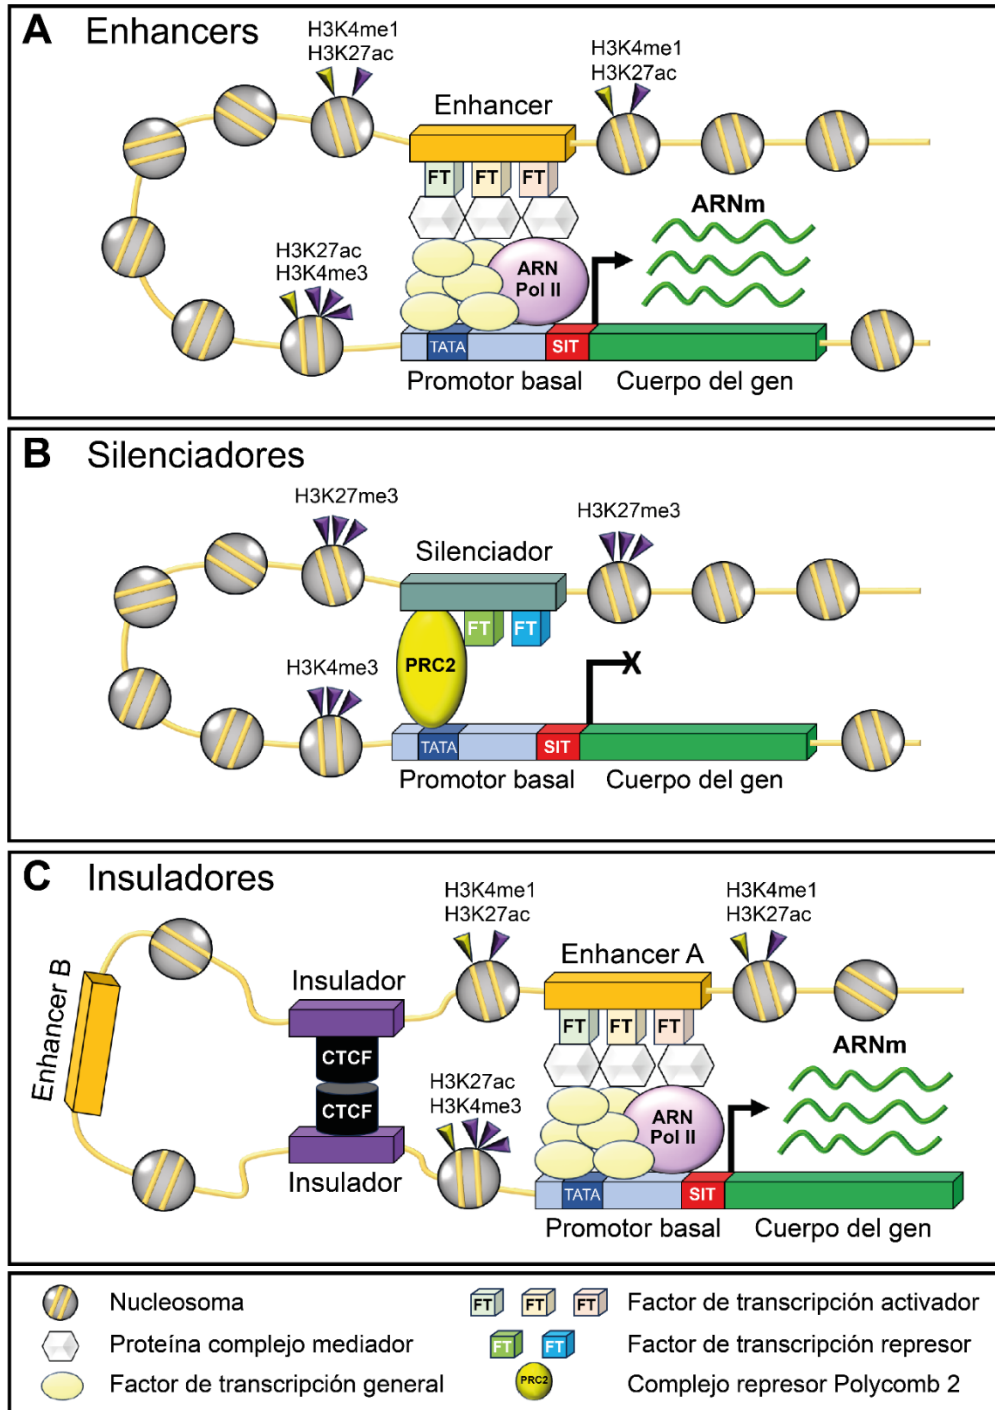 A Enhancers
H3K4me1
H3K27ac
H3K4me1
H3K27ac
Enhancer
FT FT FT
ARNm
H3K27ac
H3K4me3
ARN
Pol II
TATA SIT
Promotor basal Cuerpo del gen
B Silenciadores
H3K27me3
H3K27me3
Silenciador
FT FT
PRC2
H3K4me3
X
TATA SIT
Promotor basal Cuerpo del gen
C Insuladores
H3K4me1
H3K27ac
H3K4me1
H3K27ac
Enhancer B
Insulador
Enhancer A
FT FT FT
CTCF
ARNm
H3K27ac
H3K4me3
CTCF
ARN
Pol II
Insulador
TATA SIT
Promotor basal Cuerpo del gen
Nucleosoma
FT FT FT Factor de transcripción activador
Proteína complejo mediador
FT FT Factor de transcripción represor
Factor de transcripción general
PRC2 Complejo represor Polycomb 2